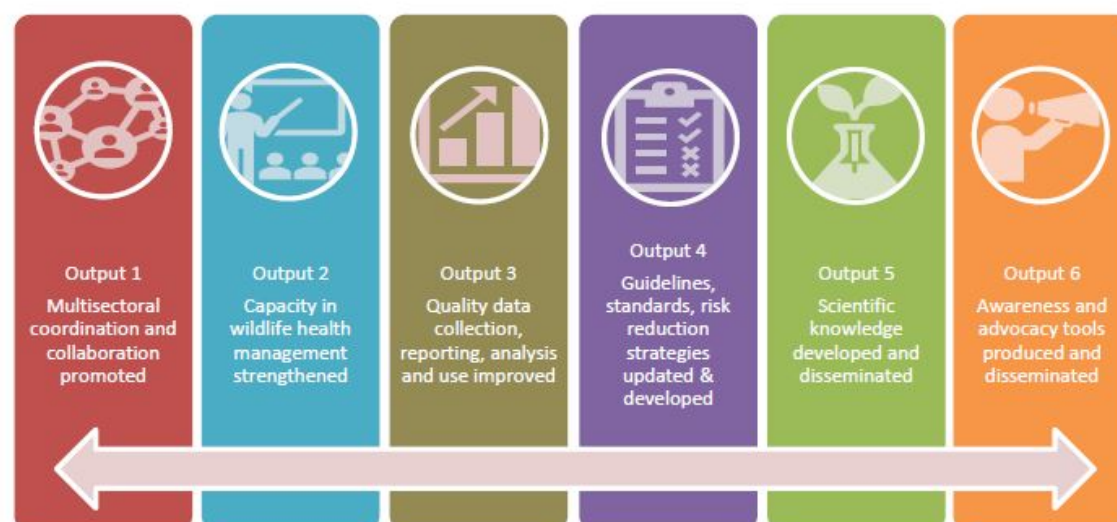 Output 1
Multisectoral
coordination and
collaboration
promoted
Output 2
Capacity in
wildlife health
management
strengthened
Output 3
Quality data
collection,
reporting, analysis
and use improved
Output 4
Guidelines,
standards, risk
reduction
strategies
updated &
developed
Output 5
Scientific
knowledge
developed and
disseminated
Output 6
Awareness and
advocacy tools
produced and
disseminated